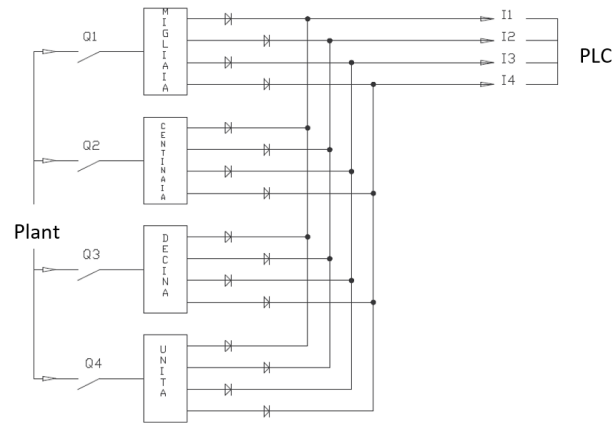 Q1
MIGLIAIA
I1
I2
I3
I4
PLC
Q2
CENTINAIA
Plant
Q3
DECINA
Q4
UNITA